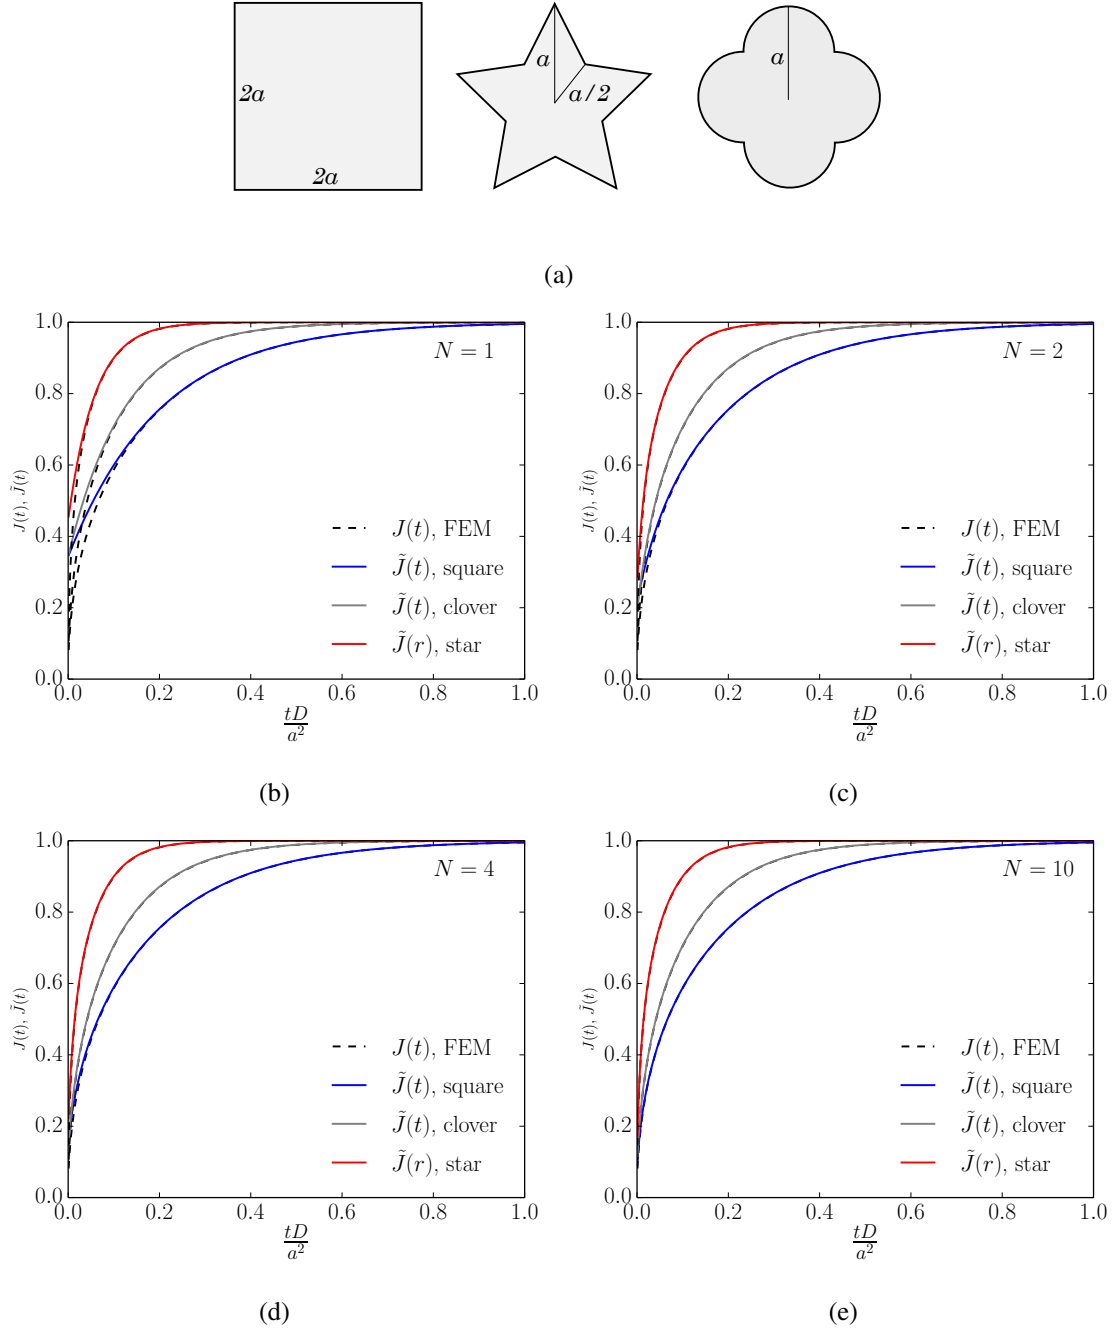 2a
2a
a
a/2
a
(a)
1.0
0.8
0.6
0.4
0.2
0.0
0.0 0.2 0.4 0.6 0.8 1.0
J(t), J̃(t)
tD
a²
N = 1
J(t), FEM
J̃(t), square
J̃(t), clover
J̃(r), star
(b)
1.0
0.8
0.6
0.4
0.2
0.0
0.0 0.2 0.4 0.6 0.8 1.0
J(t), J̃(t)
tD
a²
N = 2
J(t), FEM
J̃(t), square
J̃(t), clover
J̃(r), star
(c)
1.0
0.8
0.6
0.4
0.2
0.0
0.0 0.2 0.4 0.6 0.8 1.0
J(t), J̃(t)
tD
a²
N = 4
J(t), FEM
J̃(t), square
J̃(t), clover
J̃(r), star
(d)
1.0
0.8
0.6
0.4
0.2
0.0
0.0 0.2 0.4 0.6 0.8 1.0
J(t), J̃(t)
tD
a²
N = 10
J(t), FEM
J̃(t), square
J̃(t), clover
J̃(r), star
(e)